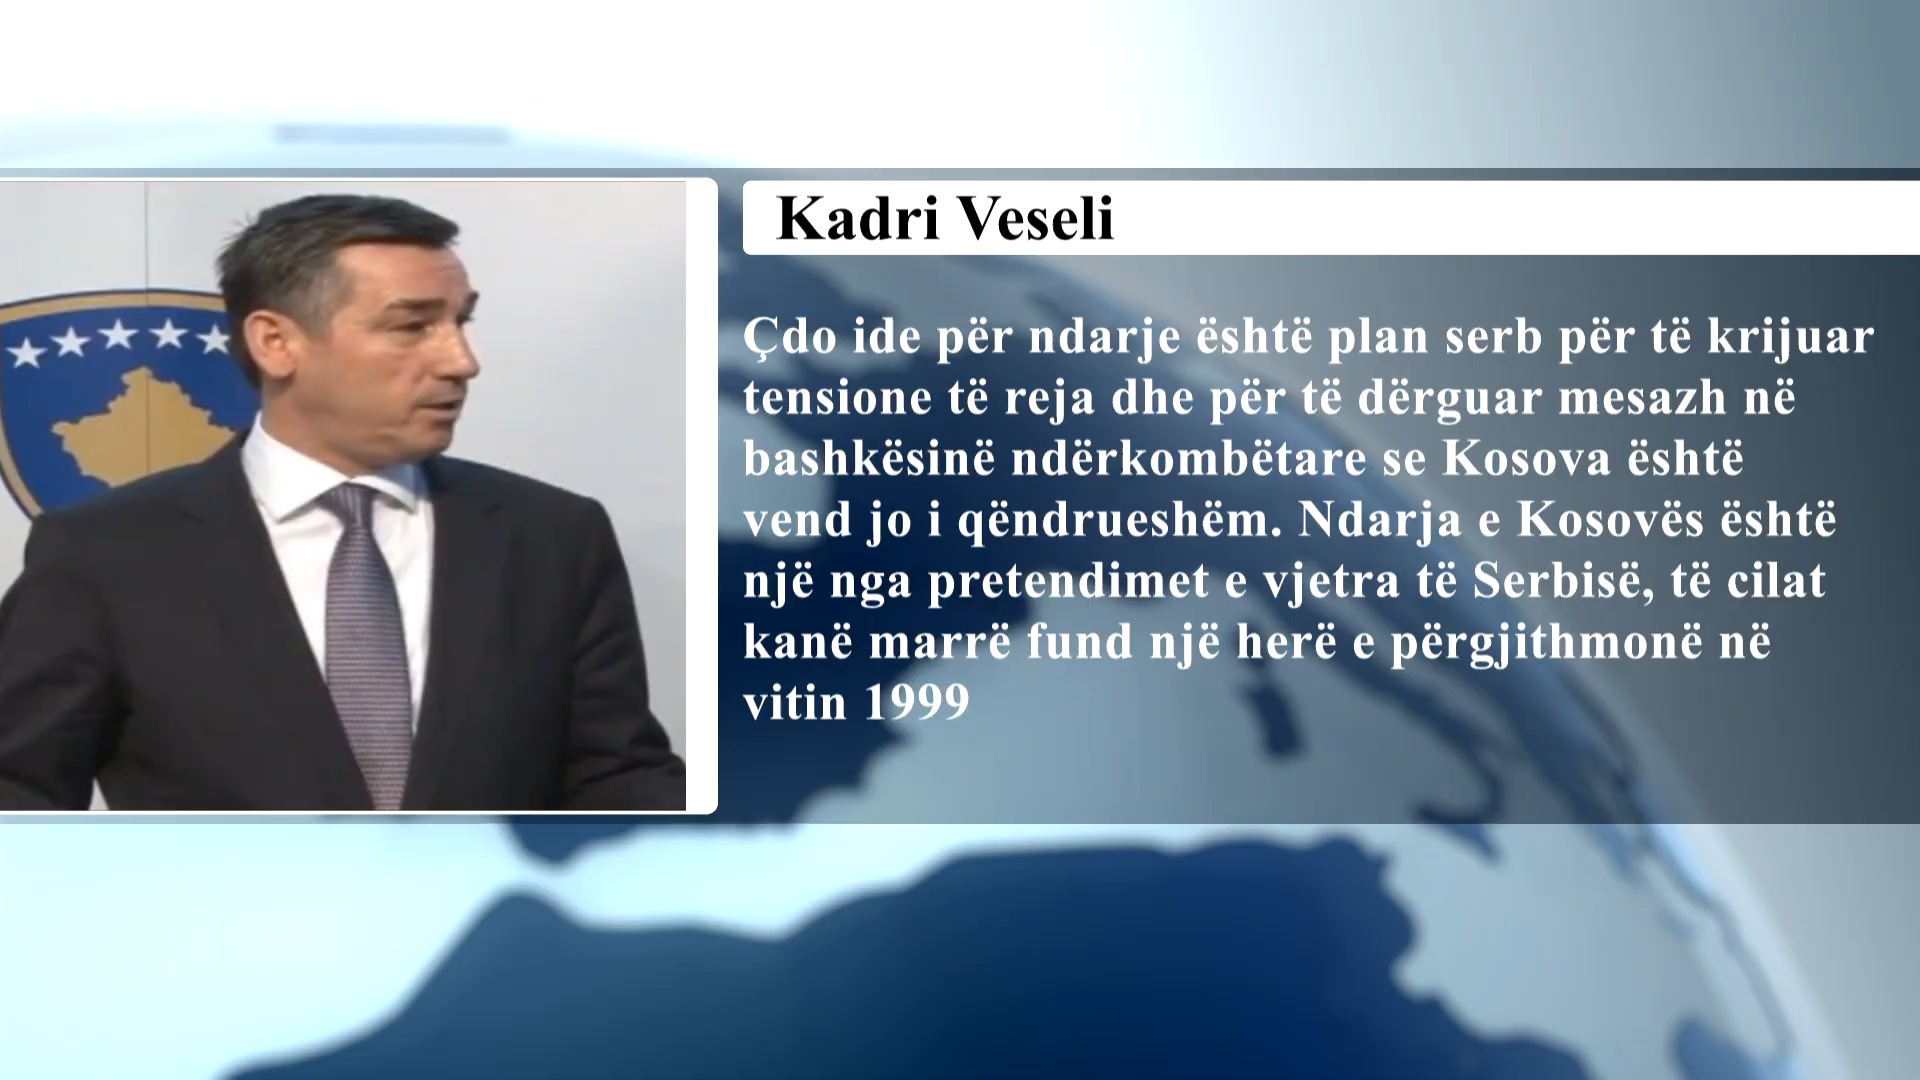 Kadri Veseli
Çdo ide për ndarje është plan serb për të krijuar
tensione të reja dhe për të dërguar mesazh në
bashkësinë ndërkombëtare se Kosova është
vend jo i qëndrueshëm. Ndarja e Kosovës është
një nga pretendimet e vjetra të Serbisë, të cilat
kanë marrë fund një herë e përgjithmonë në
vitin 1999